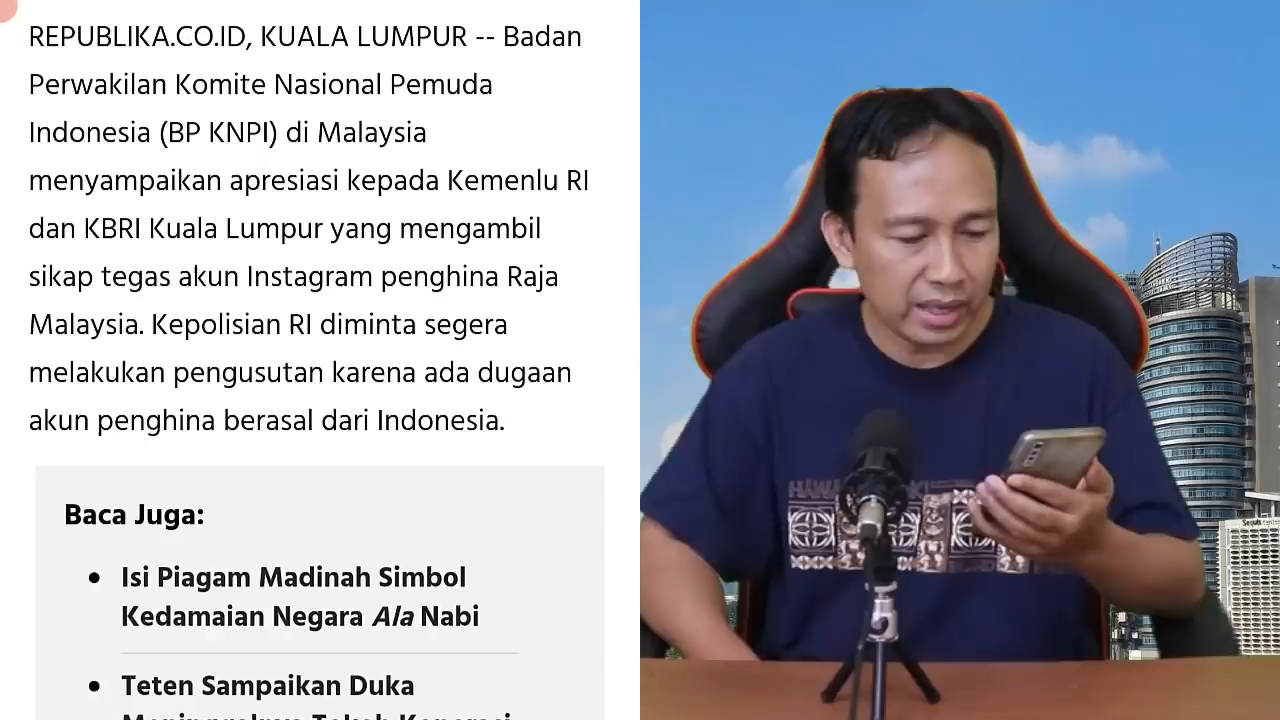 REPUBLIKA.CO.ID, KUALA LUMPUR -- Badan
Perwakilan Komite Nasional Pemuda
Indonesia (BP KNPI) di Malaysia
menyampaikan apresiasi kepada Kemenlu RI
dan KBRI Kuala Lumpur yang mengambil
sikap tegas akun Instagram penghina Raja
Malaysia. Kepolisian RI diminta segera
melakukan pengusutan karena ada dugaan
akun penghina berasal dari Indonesia.
Baca Juga:
Isi Piagam Madinah Simbol
Kedamaian Negara Ala Nabi
Teten Sampaikan Duka